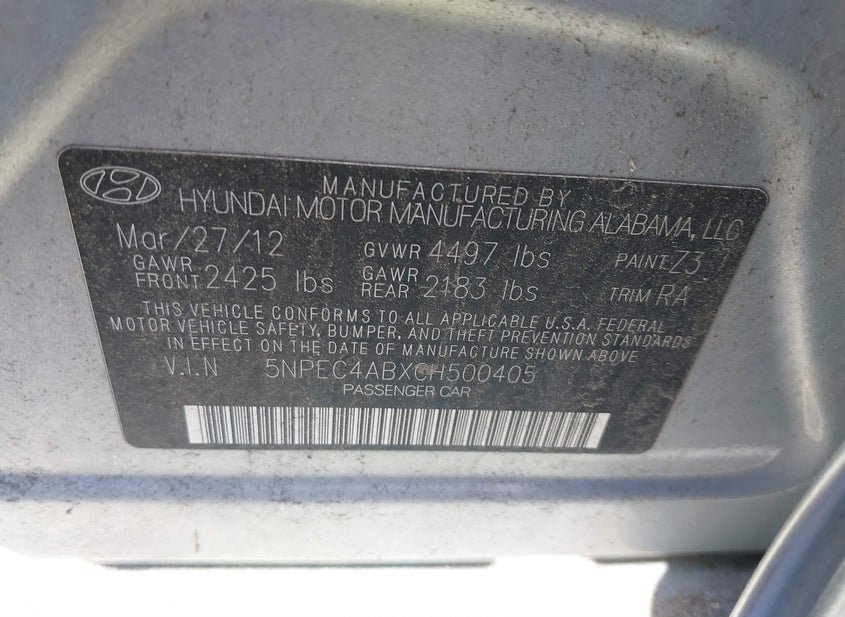 MANUFACTURED BY
HYUNDAI MOTOR MANUFACTURING ALABAMA, LLC
Mar/27/12 GVWR 4497 lbs PAINT Z3
GAWR FRONT 2425 lbs GAWR REAR 2183 lbs TRIM RA
THIS VEHICLE CONFORMS TO ALL APPLICABLE U.S.A. FEDERAL
MOTOR VEHICLE SAFETY, BUMPER, AND THEFT PREVENTION STANDARDS
IN EFFECT ON THE DATE OF MANUFACTURE SHOWN ABOVE.
V.I.N 5NPEC4ABXCH500405
PASSENGER CAR